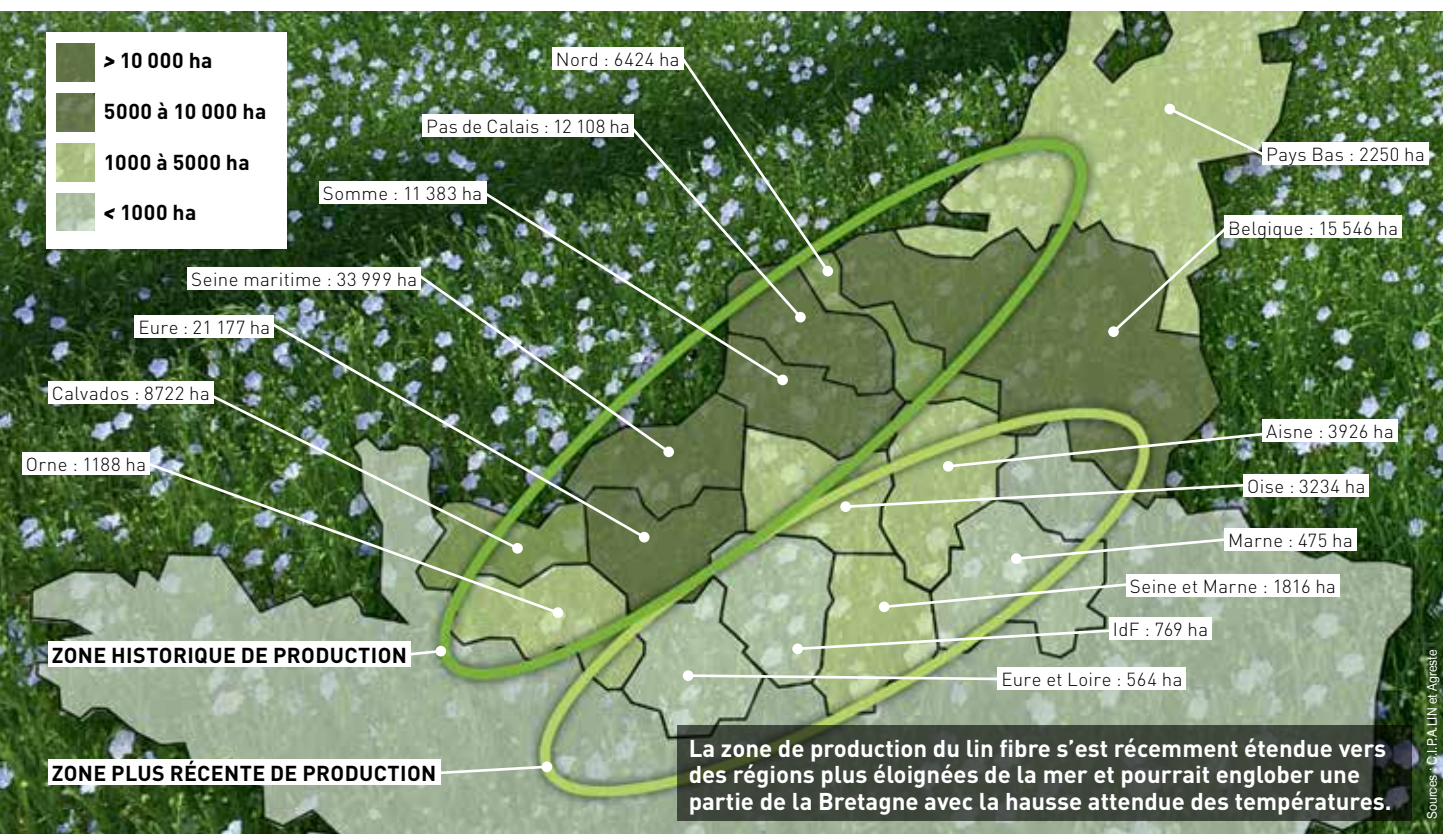 > 10 000 ha
5000 à 10 000 ha
1000 à 5000 ha
< 1000 ha
Nord : 6424 ha
Pas de Calais : 12 108 ha
Somme : 11 383 ha
Seine maritime : 33 999 ha
Eure : 21 177 ha
Calvados : 8722 ha
Orne : 1188 ha
Pays Bas : 2250 ha
Belgique : 15 546 ha
Aisne : 3926 ha
Oise : 3234 ha
Marne : 475 ha
Seine et Marne : 1816 ha
IdF : 769 ha
Eure et Loire : 564 ha
ZONE HISTORIQUE DE PRODUCTION
ZONE PLUS RÉCENTE DE PRODUCTION
La zone de production du lin fibre s’est récemment étendue vers
des régions plus éloignées de la mer et pourrait englober une
partie de la Bretagne avec la hausse attendue des températures.
Sources : C.I.P.A. LIN et Agreste